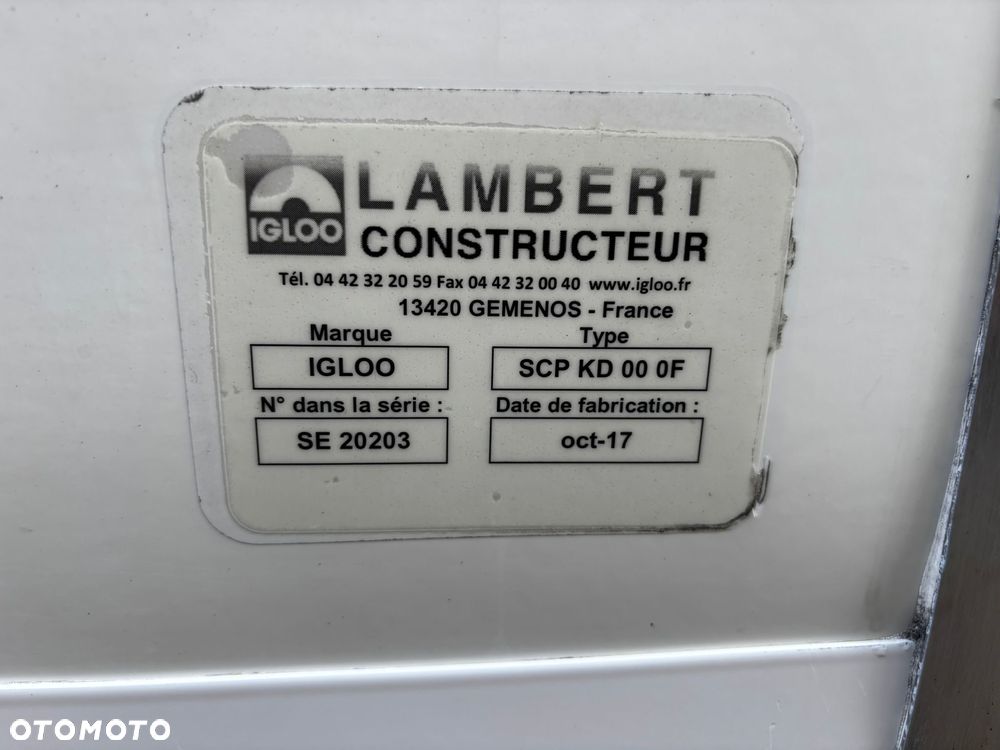 IGLOO
LAMBERT
CONSTRUCTEUR
Tél. 04 42 32 20 59 Fax 04 42 32 00 40 www.igloo.fr
13420 GEMENOS - France
Marque Type
IGLOO SCP KD 00 0F
N° dans la série : Date de fabrication :
SE 20203 oct-17
OTOMOTO